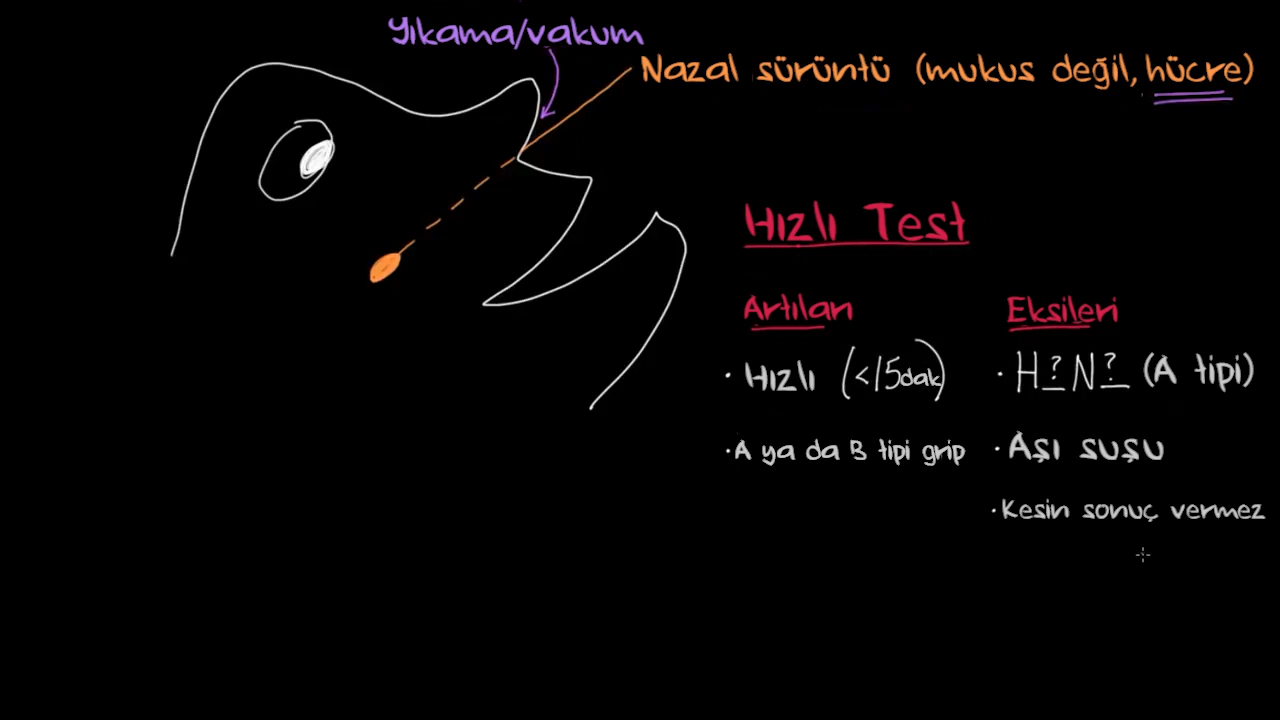 Yıkama/vakum
Nazal sürüntü (mukus değil, hücre)
Hızlı Test
Artıları
Eksileri
• Hızlı (<15dak)
• H?N? (A tipi)
• A ya da B tipi grip
• Aşı suşu
• Kesin sonuç vermez